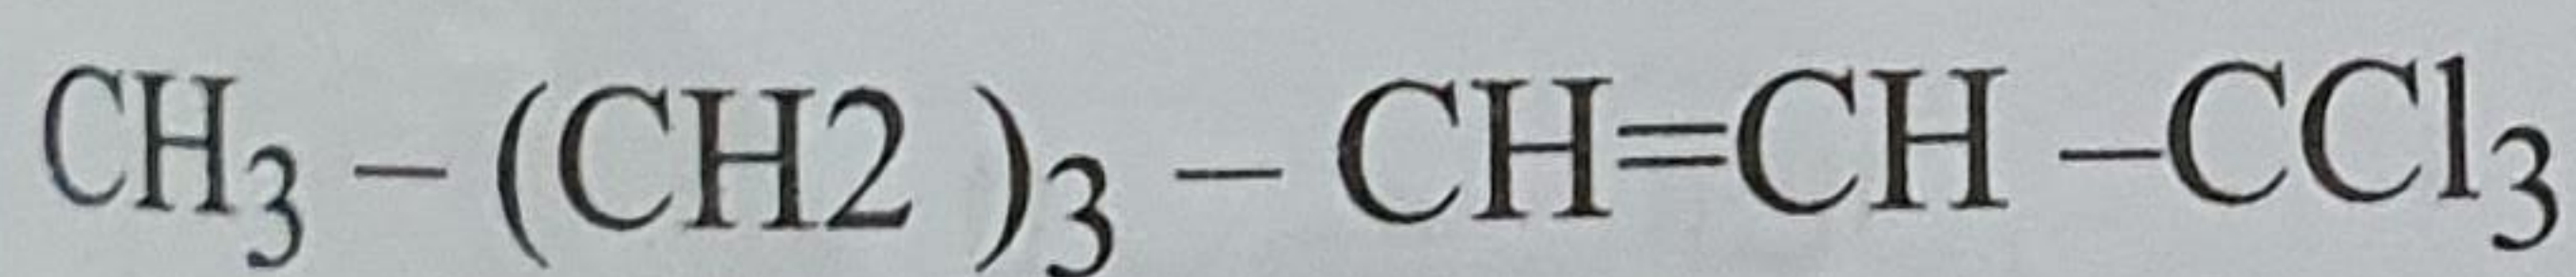 CH₃ – (CH2 )₃ – CH=CH –CCl₃